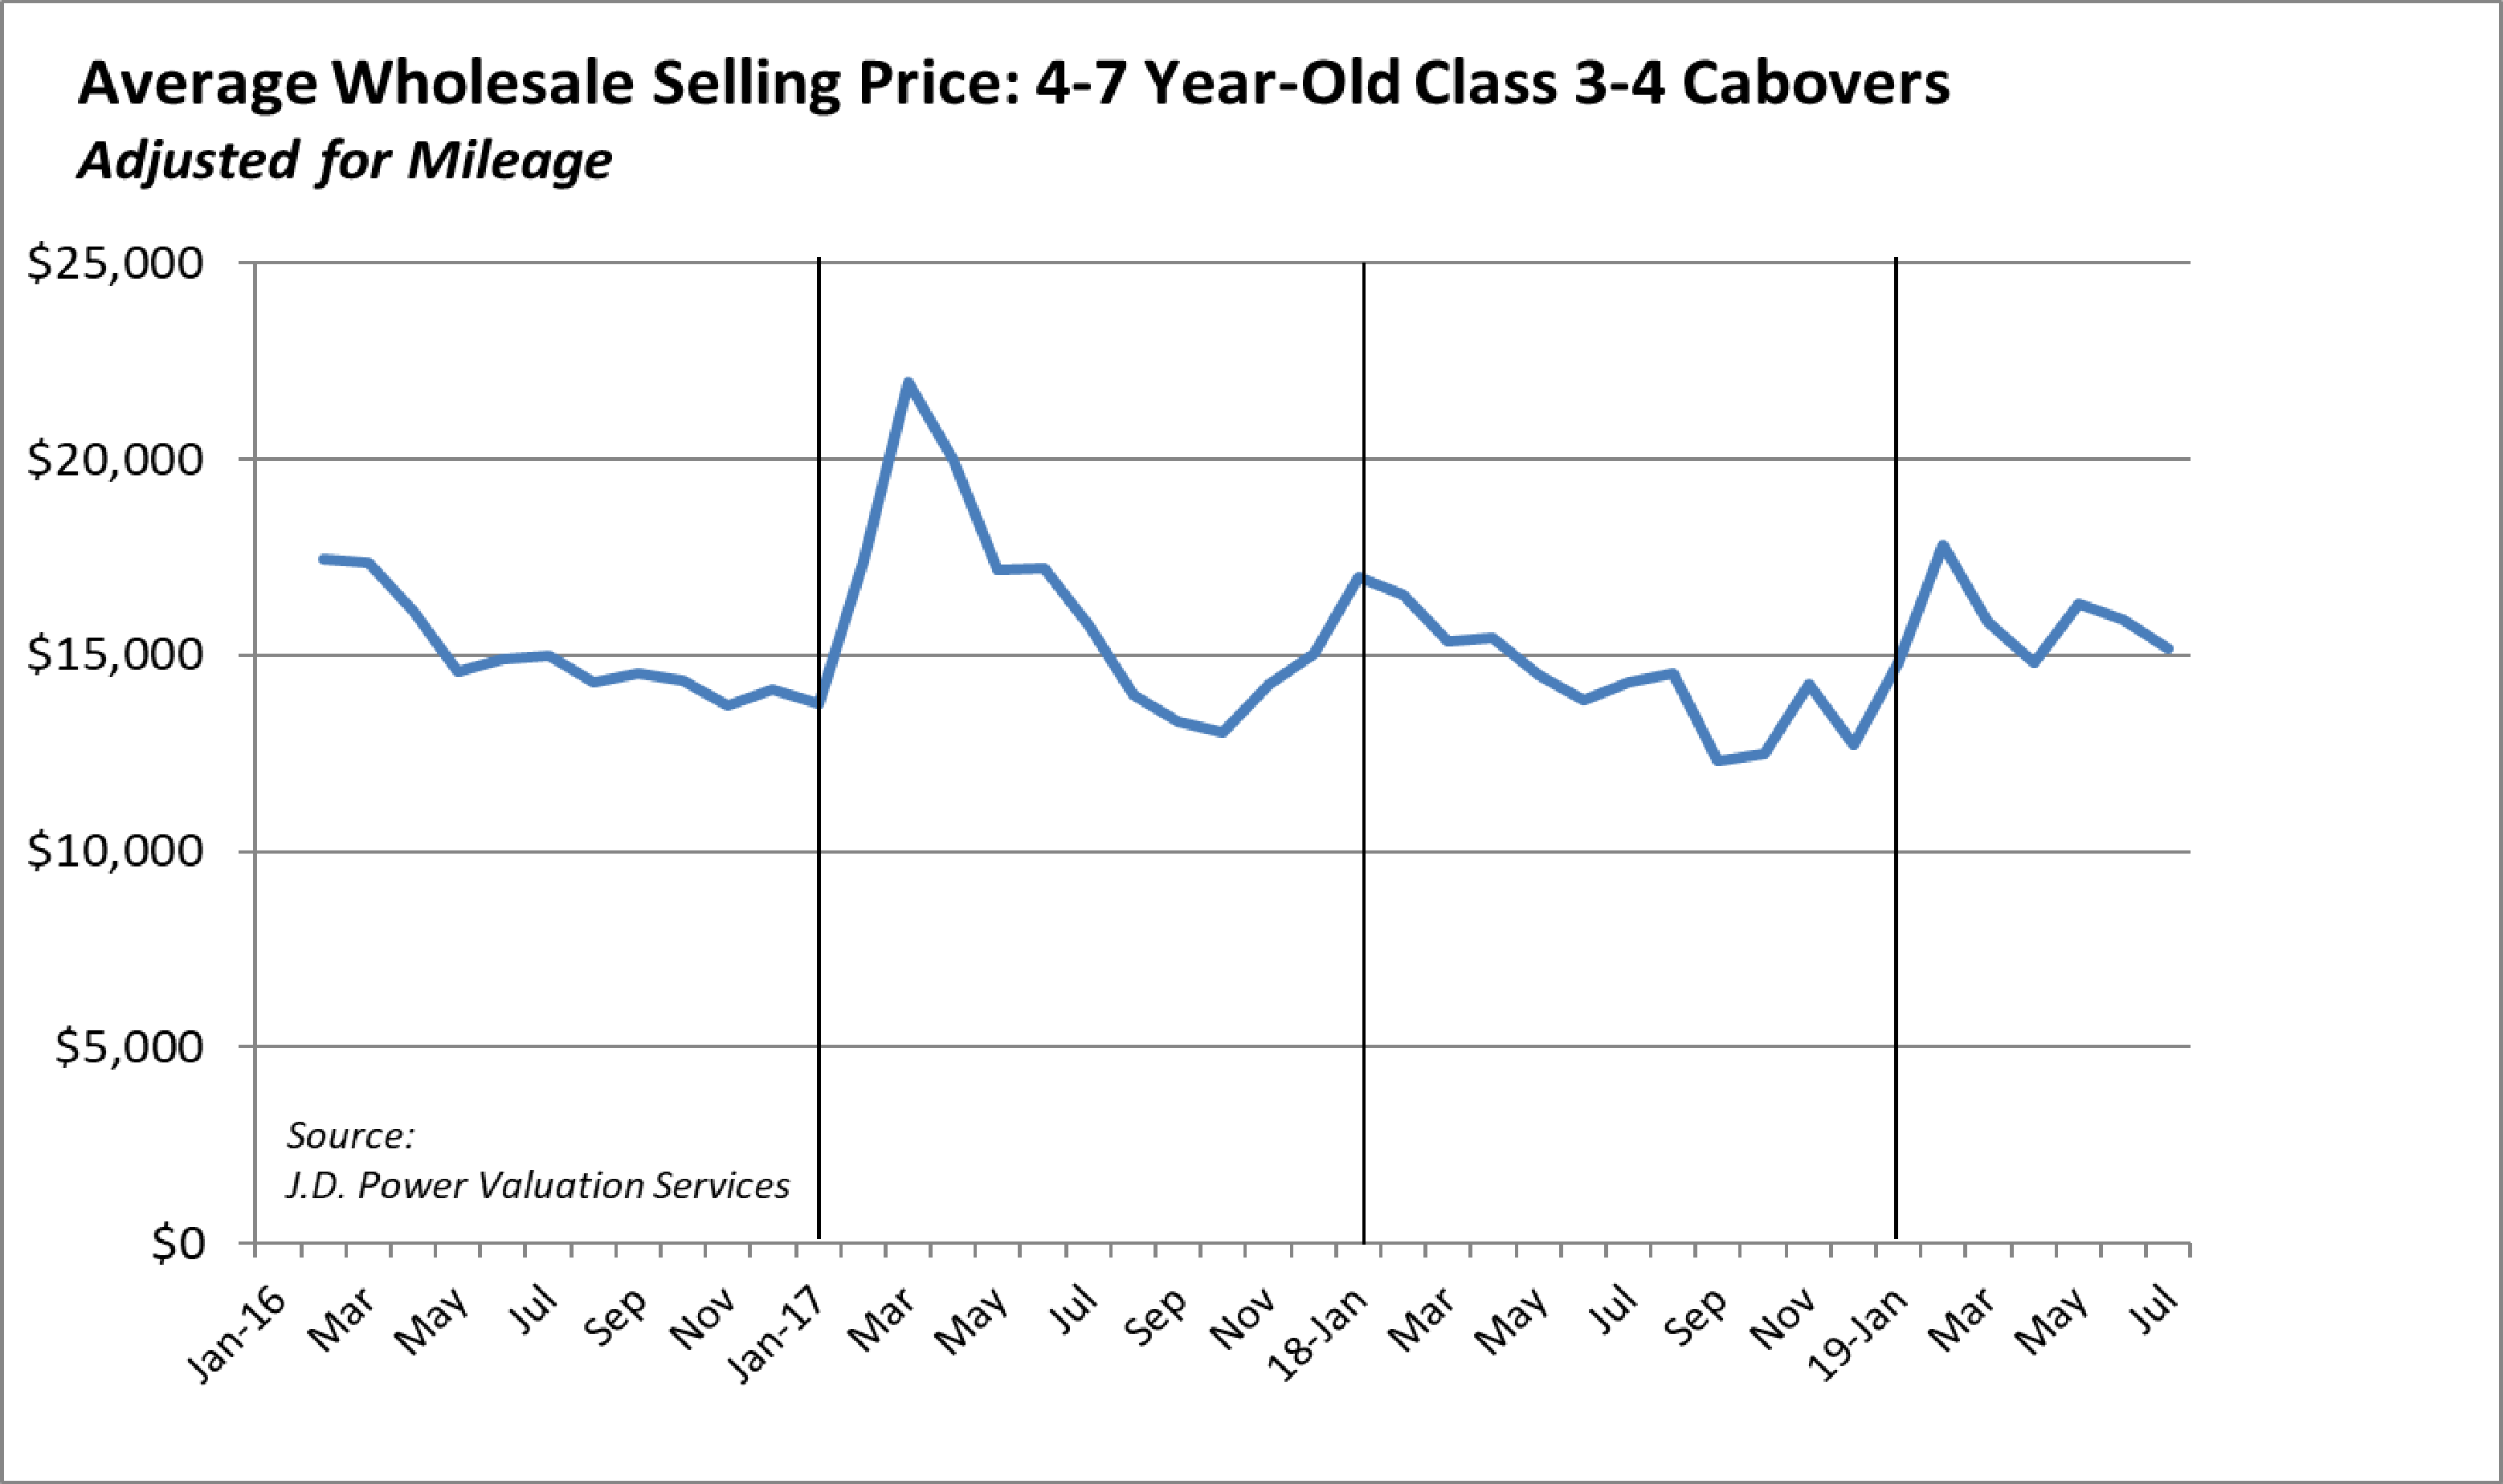 Average Wholesale Selling Price: 4-7 Year-Old Class 3-4 Cabovers
Adjusted for Mileage
$25,000
$20,000
$15,000
$10,000
$5,000
$0
Source:
J.D. Power Valuation Services
Jan-16
Mar
May
Jul
Sep
Nov
Jan-17
Mar
May
Jul
Sep
Nov
18-Jan
Mar
May
Jul
Sep
Nov
19-Jan
Mar
May
Jul